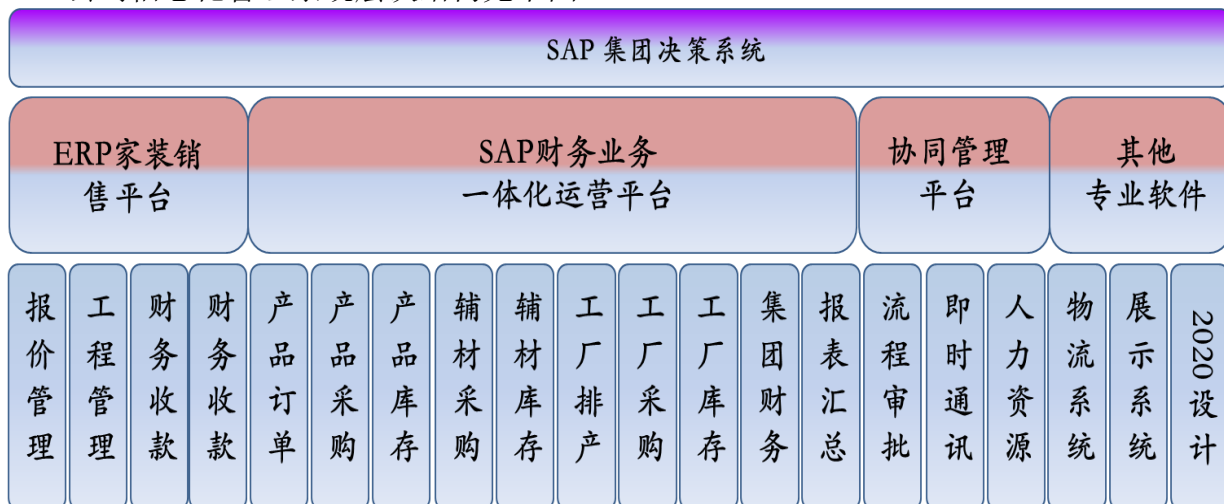 SAP 集团决策系统
ERP家装销
售平台
SAP财务业务
一体化运营平台
协同管理
平台
其他
专业软件
报价管理
工程管理
财务收款
财务收款
产品订单
产品采购
产品库存
辅材采购
辅材库存
工厂排产
工厂采购
工厂库存
集团财务
报表汇总
流程审批
即时通讯
人力资源
物流系统
展示系统
2020设计